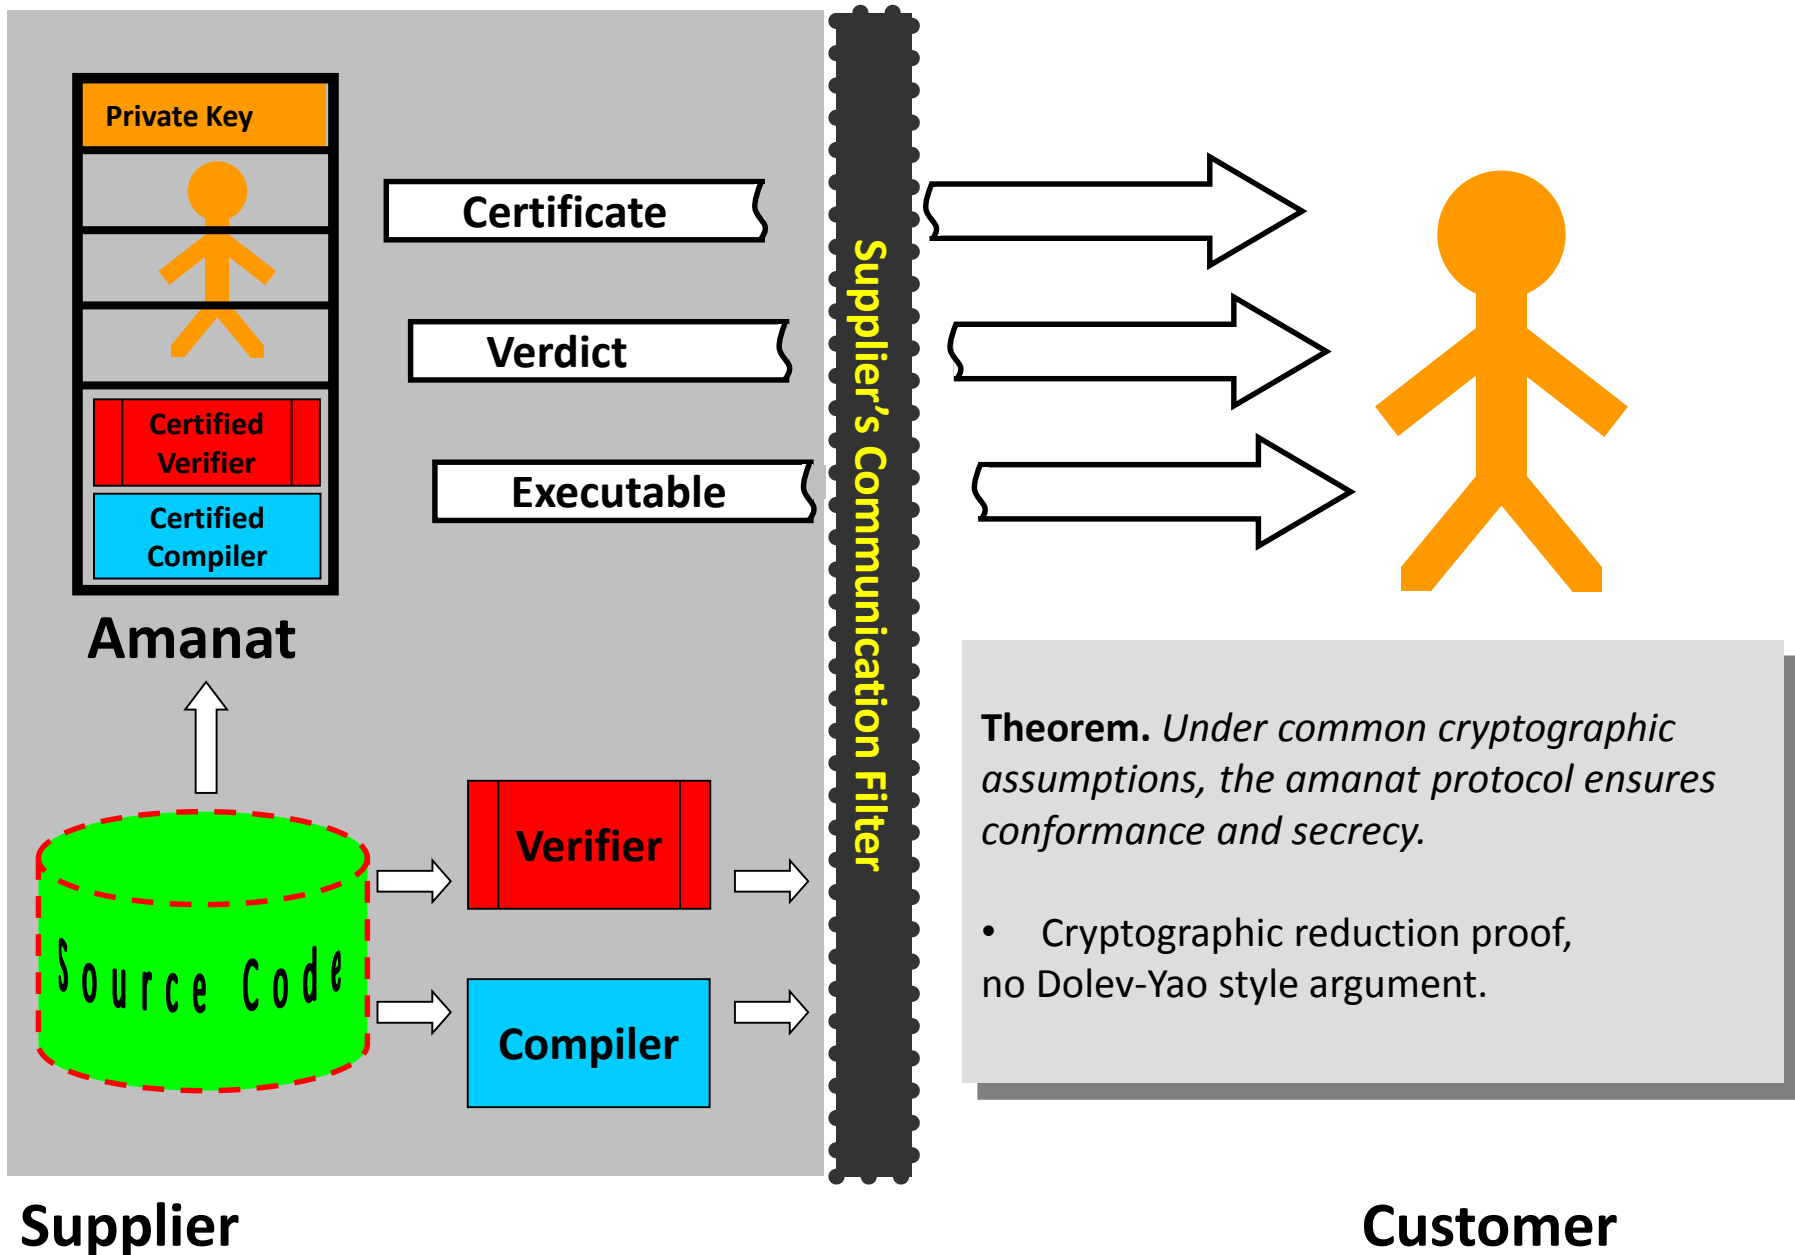 Private Key
Certificate
Verdict
Certified
Verifier
Executable
Certified
Compiler
Amanat
Supplier's Communication Filter
Source Code
Verifier
Compiler
Theorem. Under common cryptographic
assumptions, the amanat protocol ensures
conformance and secrecy.
• Cryptographic reduction proof,
no Dolev-Yao style argument.
Supplier
Customer